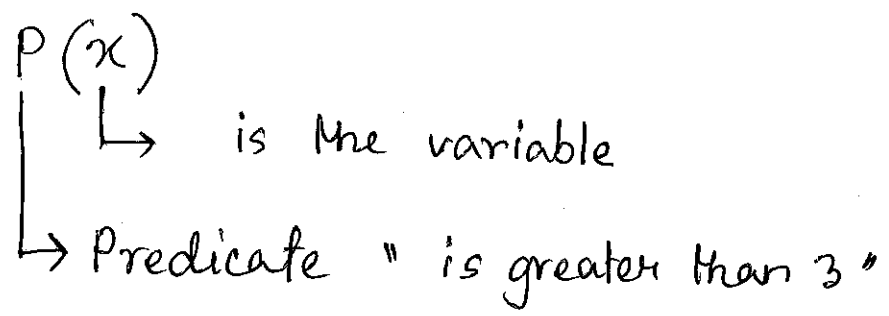 P(x)
is the variable
Predicate " is greater than 3 "